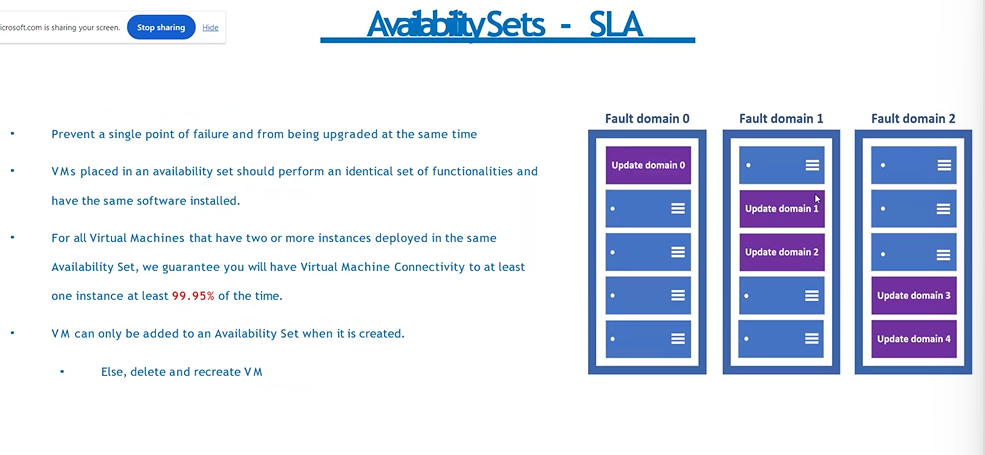 icrosoft.com is sharing your screen.
Stop sharing
Hide
Availability Sets - SLA
▪ Prevent a single point of failure and from being upgraded at the same time
▪ VMs placed in an availability set should perform an identical set of functionalities and
have the same software installed.
▪ For all Virtual Machines that have two or more instances deployed in the same
Availability Set, we guarantee you will have Virtual Machine Connectivity to at least
one instance at least 99.95% of the time.
▪ VM can only be added to an Availability Set when it is created.
▪ Else, delete and recreate VM
Fault domain 0
Update domain 0
Fault domain 1
Update domain 1
Update domain 2
Fault domain 2
Update domain 3
Update domain 4